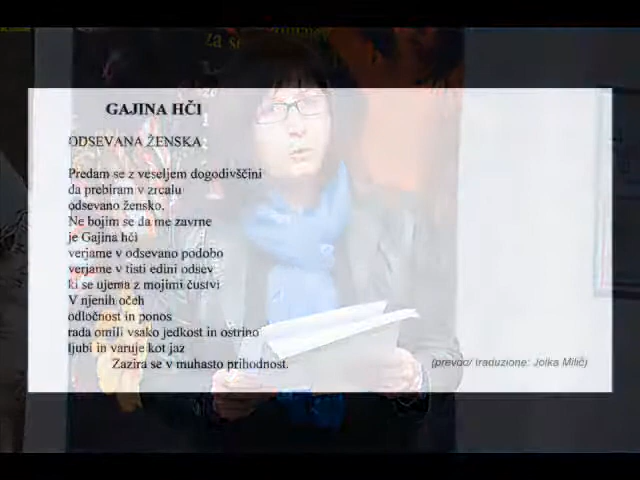 za s
GAJINA HČI
ODSEVANA ŽENSKA
Predam se z veseljem dogodivščini
da prebiram v zrcalu
odsevano žensko.
Ne bojim se da me zavrne
je Gajina hči
verjame v odsevano podobo
verjame v tisti edini odsev
ki se ujema z mojimi čustvi
V njenih očeh
odločnost in ponos
rada omili vsako jedkost in ostrino
ljubi in varuje kot jaz
Zazira se v muhasto prihodnost.
(prevod/ traduzione: Jolka Milič)